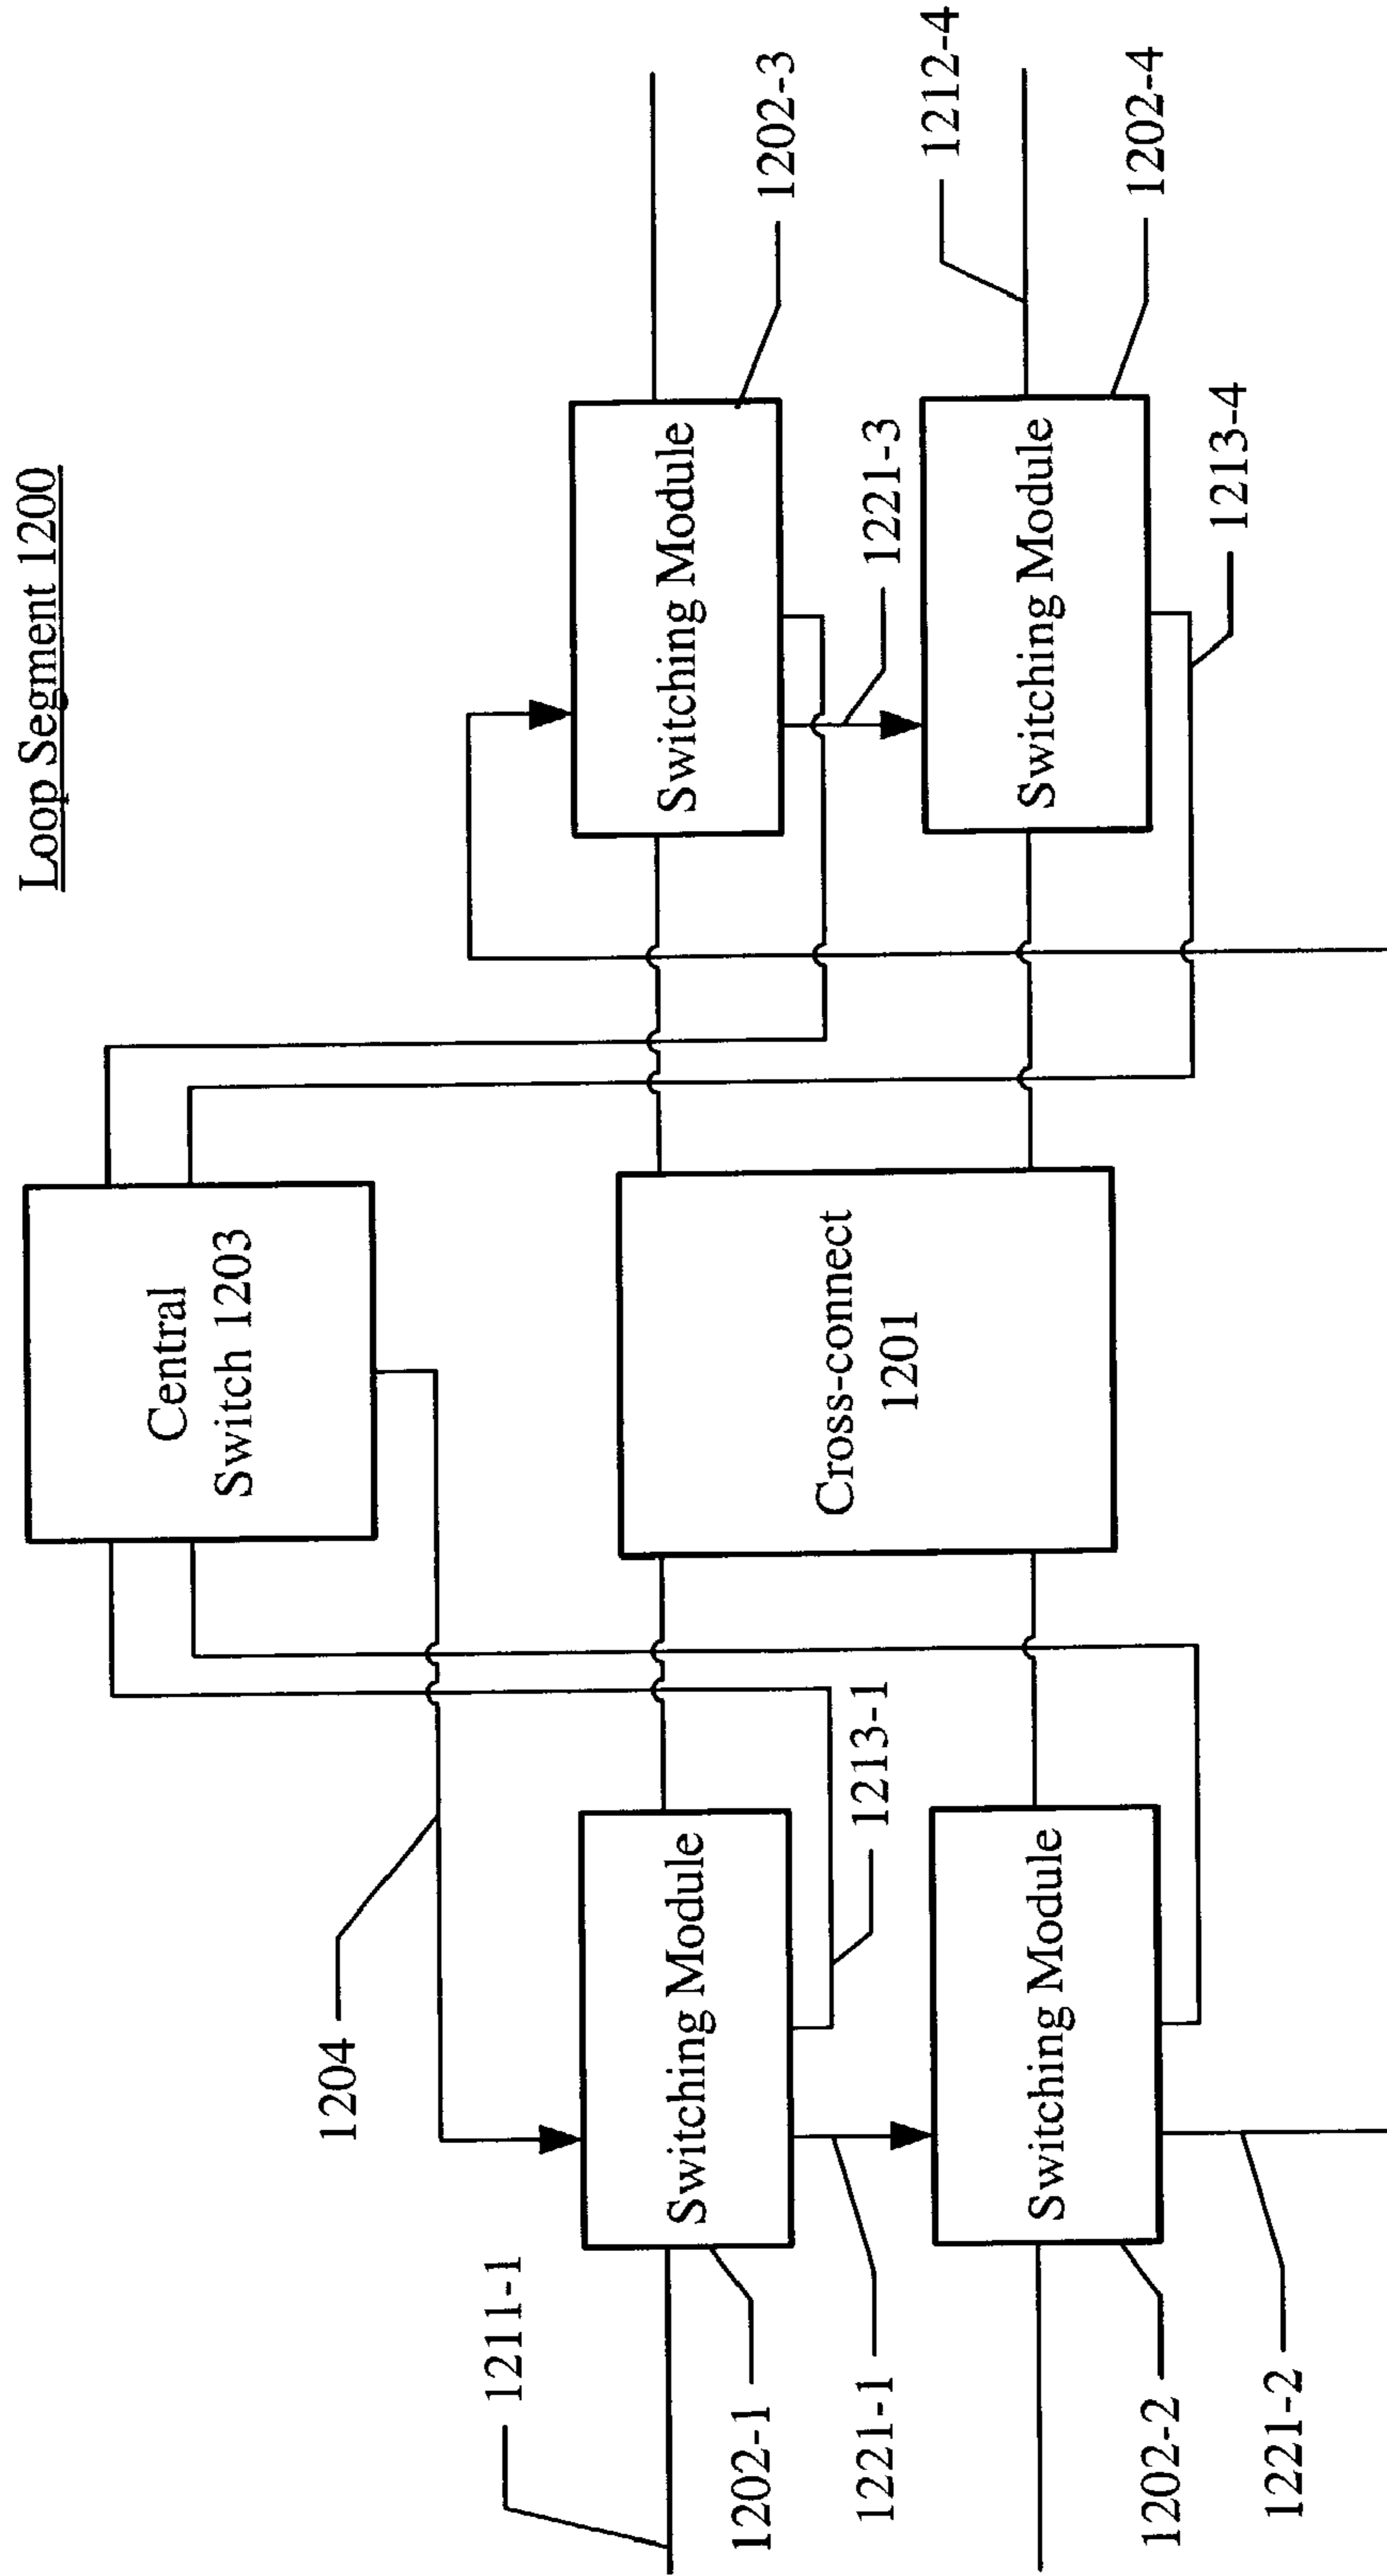 Loop Segment 1200
Central
Switch 1203
1204
1211-1
Switching Module
1202-1
1213-1
1221-1
Cross-connect
1201
Switching Module
1202-3
1221-3
1212-4
Switching Module
1202-2
1221-2
Switching Module
1202-4
1213-4